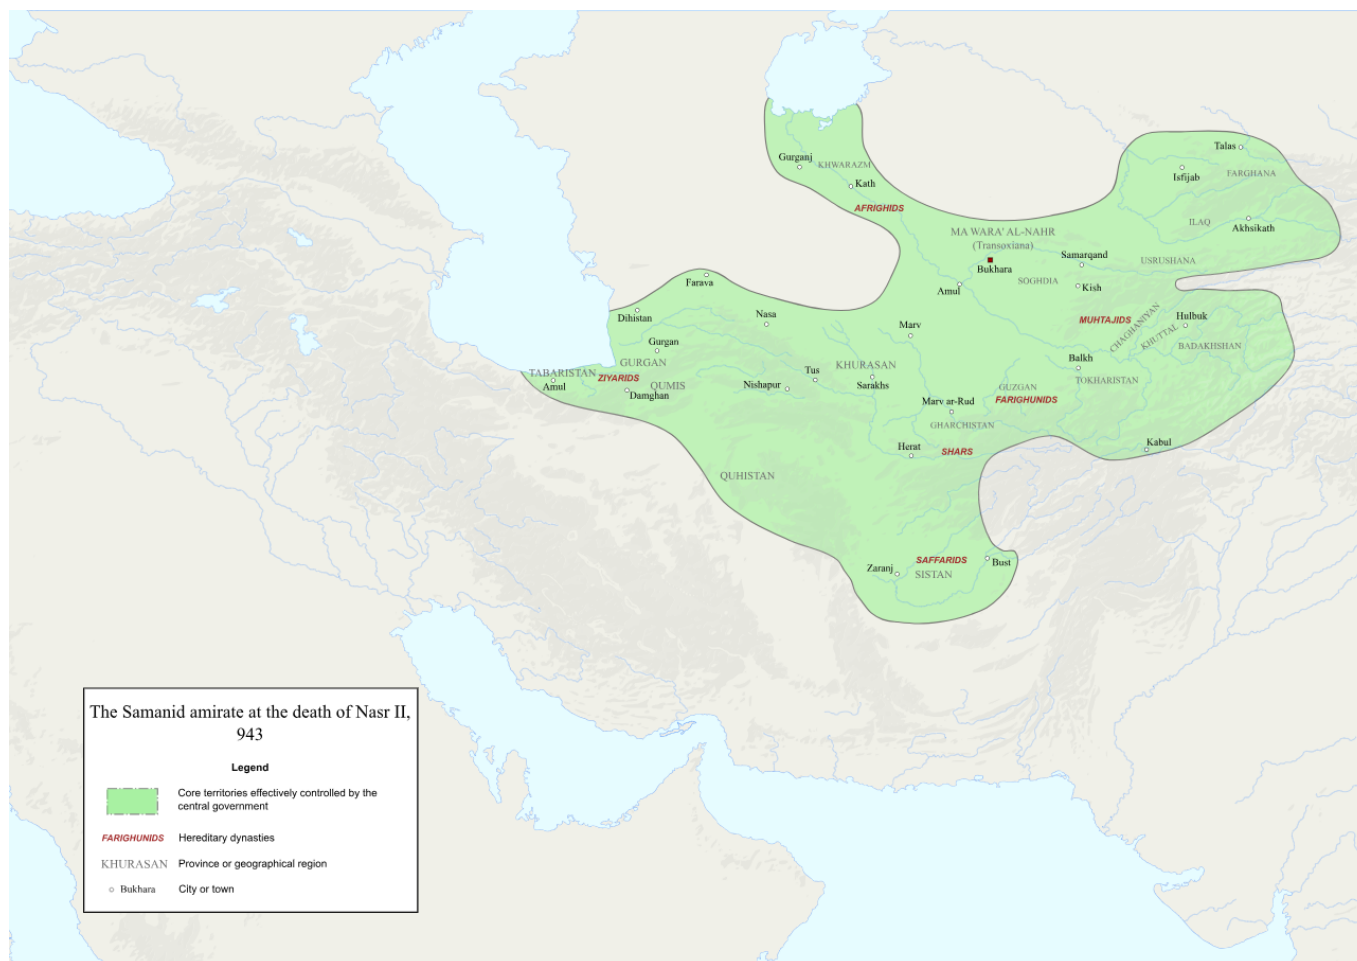 Talas
Gurganj
KHWARAZM
Isfijab
FARGHANA
Kath
AFRIGHIDS
ILAQ
Akhsikath
MA WARA' AL-NAHR
(Transoxiana)
Samarqand
USRUSHANA
Bukhara
Farava
SOGHDIA
Kish
Amul
Dihistan
Nasa
MUHTAJIDS
Hulbuk
CHAGHANIYAN
KHUTTAL
BADAKHSHAN
Marv
Gurgan
GURGAN
Balkh
TOKHARISTAN
KHURASAN
Tus
TABARISTAN
ZIYARIDS
Amul
QUMIS
Damghan
Nishapur
Sarakhs
GUZGAN
FARIGHUNIDS
Marv ar-Rud
GHARCHISTAN
Herat
SHARS
Kabul
QUHISTAN
SAFFARIDS
Bust
Zaranj
SISTAN
The Samanid amirate at the death of Nasr II,
943
Legend
Core territories effectively controlled by the
central government
FARIGHUNIDS Hereditary dynasties
KHURASAN Province or geographical region
Bukhara City or town